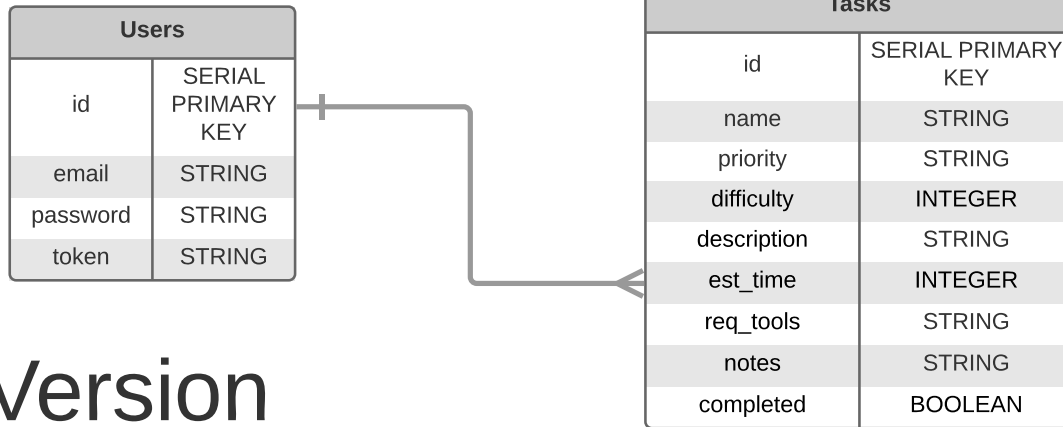 Users
id
SERIAL
PRIMARY
KEY
email STRING
password STRING
token STRING
Tasks
id
SERIAL PRIMARY
KEY
name STRING
priority STRING
difficulty INTEGER
description STRING
est_time INTEGER
req_tools STRING
notes STRING
completed BOOLEAN
Version